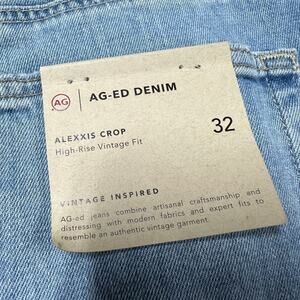 AG
AG-ED DENIM
ALEXXIS CROP
High-Rise Vintage Fit
32
VINTAGE INSPIRED
AG-ed jeans combine artisanal craftsmanship and
distressing with modern fabrics and expert fits to
resemble an authentic vintage garment.